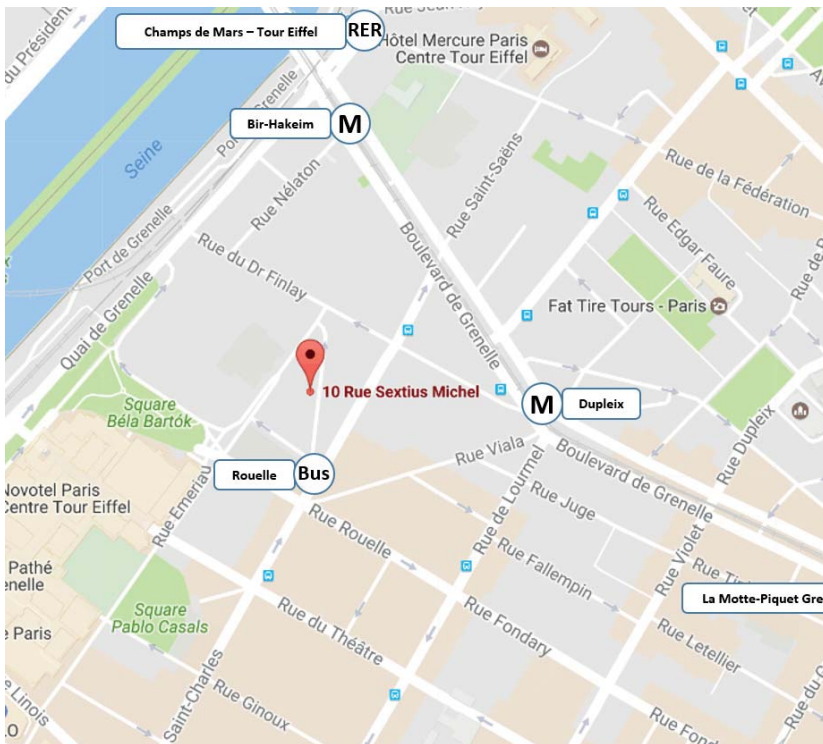 Champs de Mars – Tour Eiffel
RER
Hôtel Mercure Paris
Centre Tour Eiffel
Bir-Hakeim
M
Seine
Rue Nélaton
Rue Saint-Saëns
Rue de la Fédération
Rue Edgar Faure
Port de Grenelle
Quai de Grenelle
Rue du Dr Finlay
Boulevard de Grenelle
Fat Tire Tours - Paris
10 Rue Sextius Michel
M
Dupleix
Square
Béla Bartók
Rue Viala
Rue Dupleix
Boulevard de Grenelle
Rouelle
Bus
Novotel Paris
Centre Tour Eiffel
Rue Emeriau
Rue Rouelle
Rue de Lourmel
Rue Juge
Rue Fallempin
Rue Violet
Pathé
enelle
Square
Pablo Casals
e Paris
Rue du Théâtre
Rue Fondary
La Motte-Piquet Gre
Rue Letellier
Saint-Charles
Rue Ginoux
Linois
Rue Fond